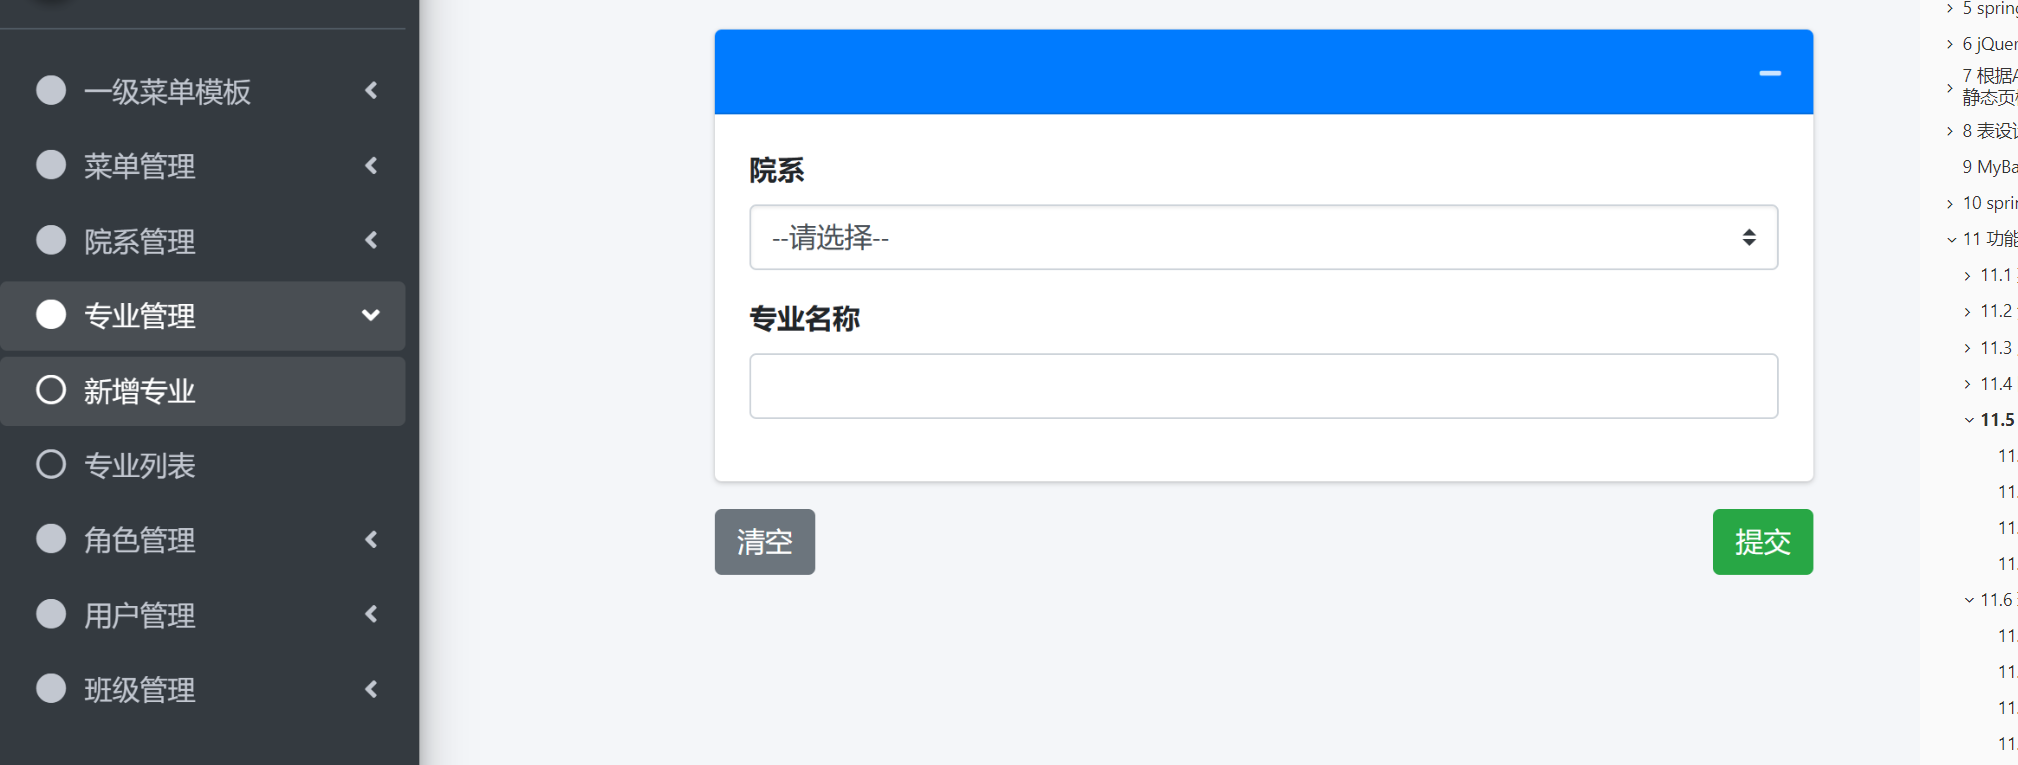 一级菜单模板
菜单管理
院系管理
专业管理
新增专业
专业列表
角色管理
用户管理
班级管理
院系
--请选择--
专业名称
清空
提交
5 spring
6 jQuer
7 根据A
静态页
8 表设
9 MyBa
10 sprin
11 功能
11.1
11.2
11.3
11.4
11.5
11.
11.
11.
11.
11.6
11.
11.
11.
11.